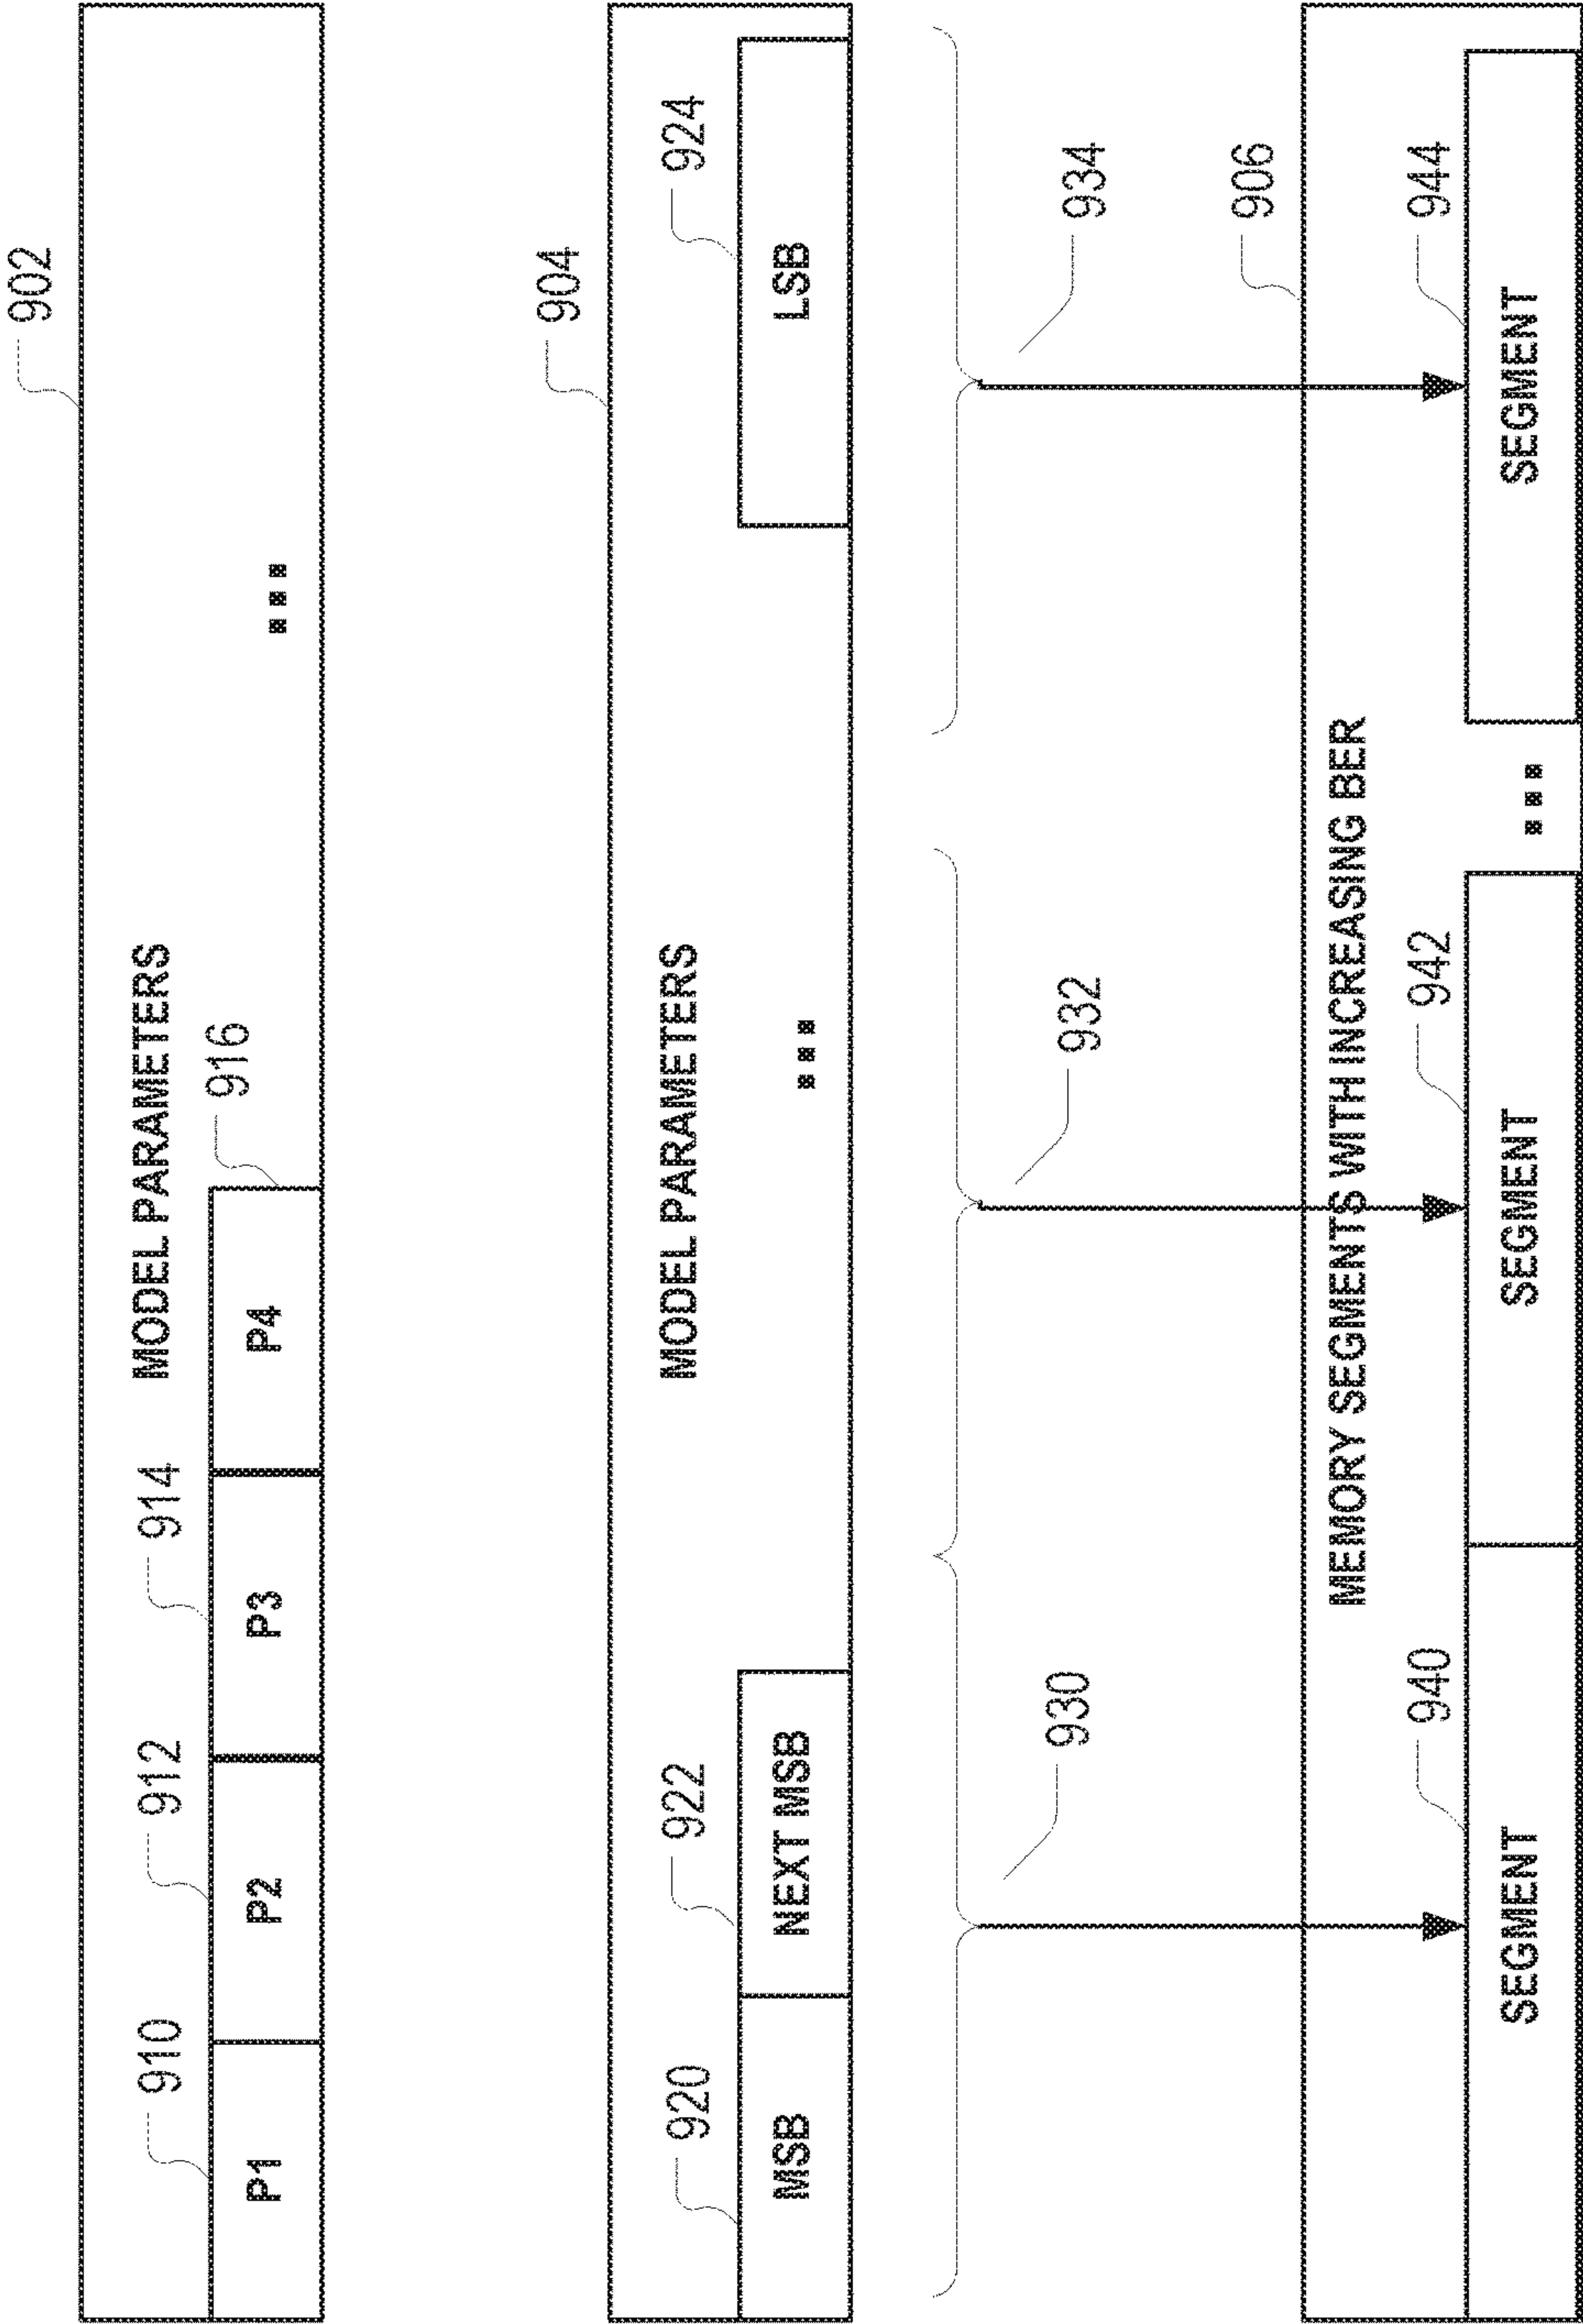 902
MODEL PARAMETERS
910
912
914
916
P1
P2
P3
P4
...
904
MODEL PARAMETERS
920
922
924
MSB
NEXT MSB
...
LSB
930
932
934
906
MEMORY SEGMENTS WITH INCREASING BER
940
942
944
SEGMENT
SEGMENT
...
SEGMENT